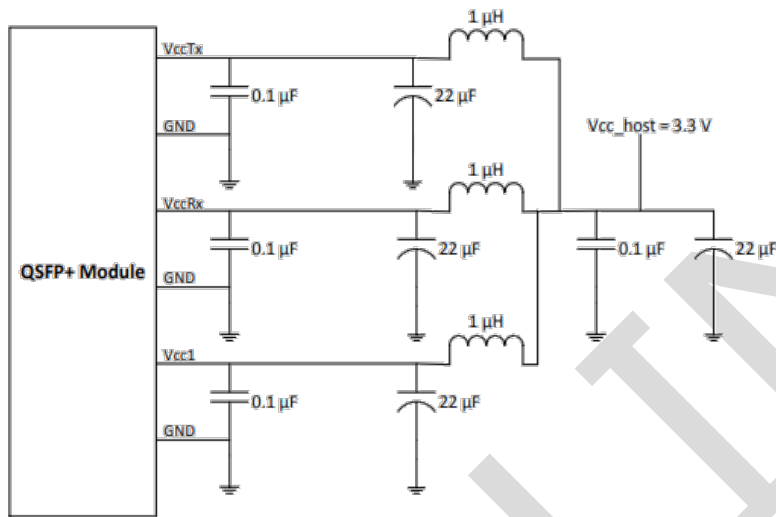 1 µH
VccTx
0.1 µF
22 µF
GND
Vcc_host = 3.3 V
1 µH
VccRx
QSFP+ Module
0.1 µF
22 µF
0.1 µF
22 µF
GND
1 µH
Vcc1
0.1 µF
22 µF
GND